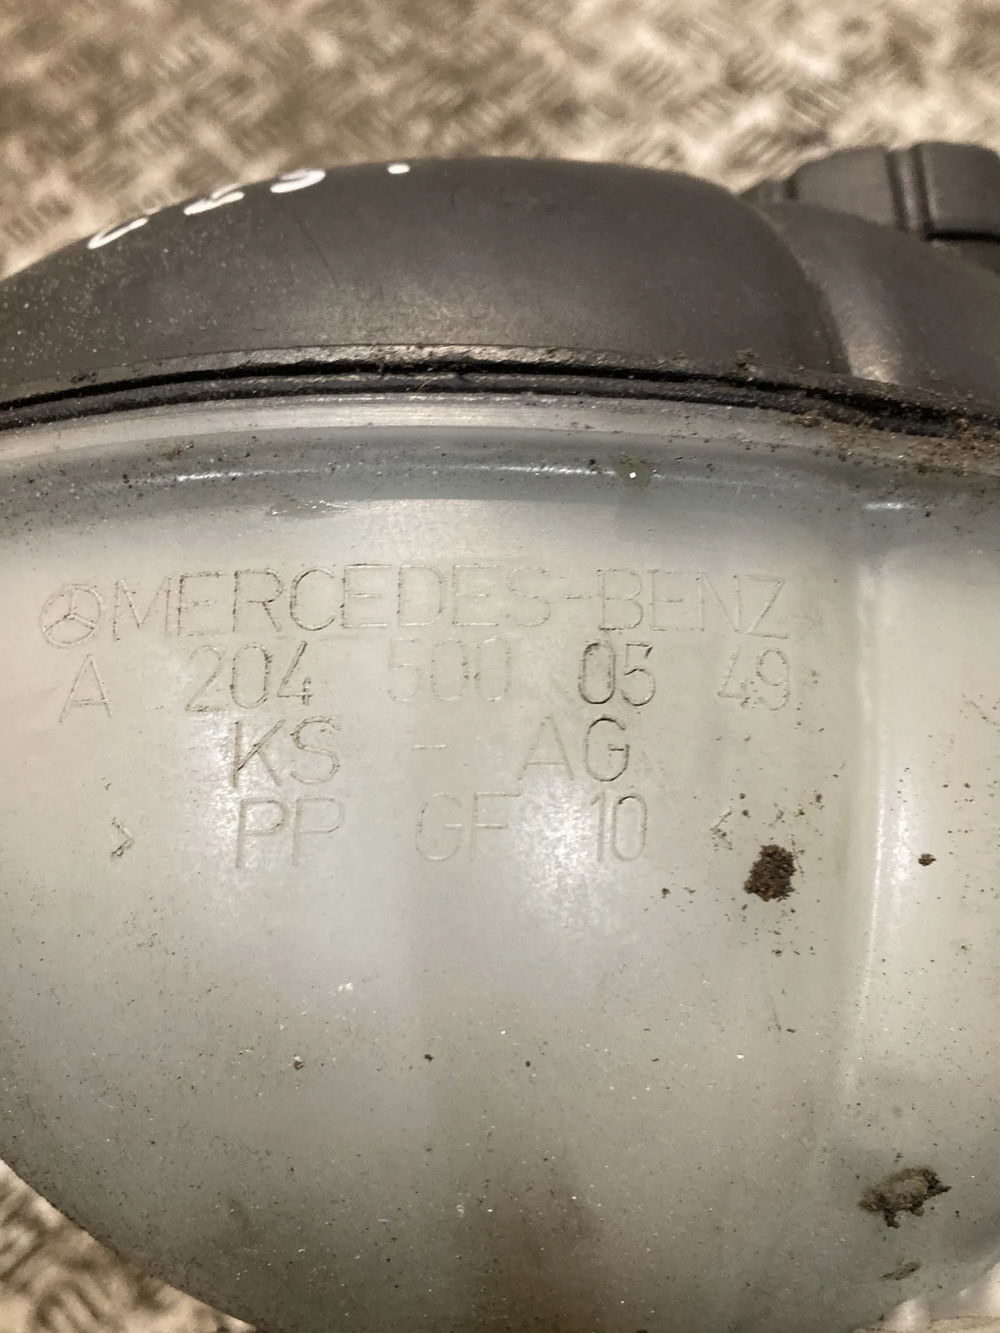 MERCEDES-BENZ
A 204 500 05 49
KS - AG
> PP GF 10 <